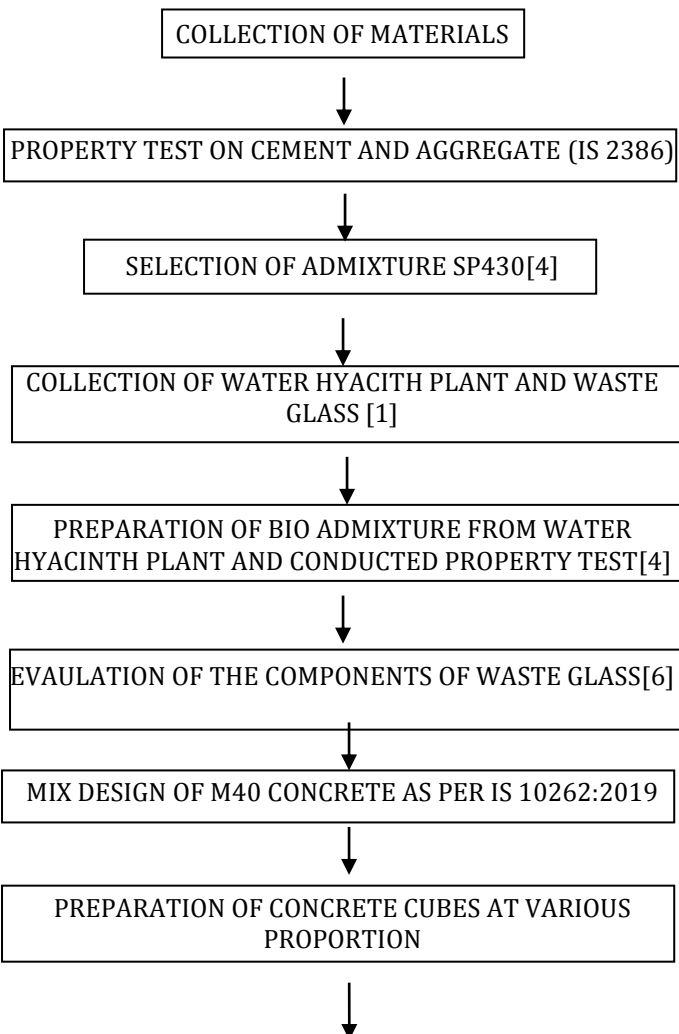 COLLECTION OF MATERIALS
PROPERTY TEST ON CEMENT AND AGGREGATE (IS 2386)
SELECTION OF ADMIXTURE SP430[4]
COLLECTION OF WATER HYACITH PLANT AND WASTE
GLASS [1]
PREPARATION OF BIO ADMIXTURE FROM WATER
HYACINTH PLANT AND CONDUCTED PROPERTY TEST[4]
EVAULATION OF THE COMPONENTS OF WASTE GLASS[6]
MIX DESIGN OF M40 CONCRETE AS PER IS 10262:2019
PREPARATION OF CONCRETE CUBES AT VARIOUS
PROPORTION